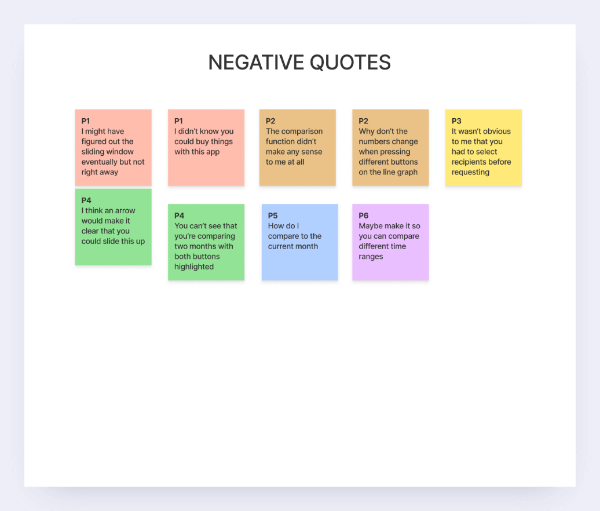 NEGATIVE QUOTES
P1
I might have
figured out the
sliding window
eventually but not
right away
P1
I didn't know you
could buy things
with this app
P2
The comparison
function didn't
make any sense
to me at all
P2
Why don't the
numbers change
when pressing
different buttons
on the line graph
P3
It wasn't obvious
to me that you
had to select
recipients before
requesting
P4
I think an arrow
would make it
clear that you
could slide this up
P4
You can't see that
you're comparing
two months with
both buttons
highlighted
P5
How do I
compare to the
current month
P6
Maybe make it so
you can compare
different time
ranges